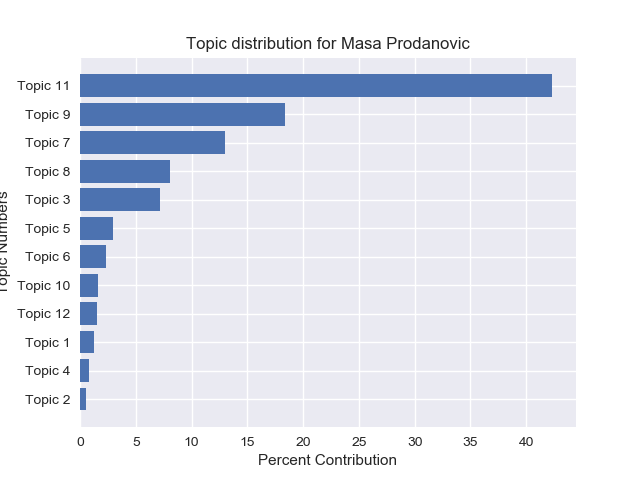 Topic distribution for Masa Prodanovic
Topic 11
Topic 9
Topic 7
Topic 8
Topic 3
Topic 5
Topic 6
Topic 10
Topic 12
Topic 1
Topic 4
Topic 2
Topic Numbers
0 5 10 15 20 25 30 35 40
Percent Contribution